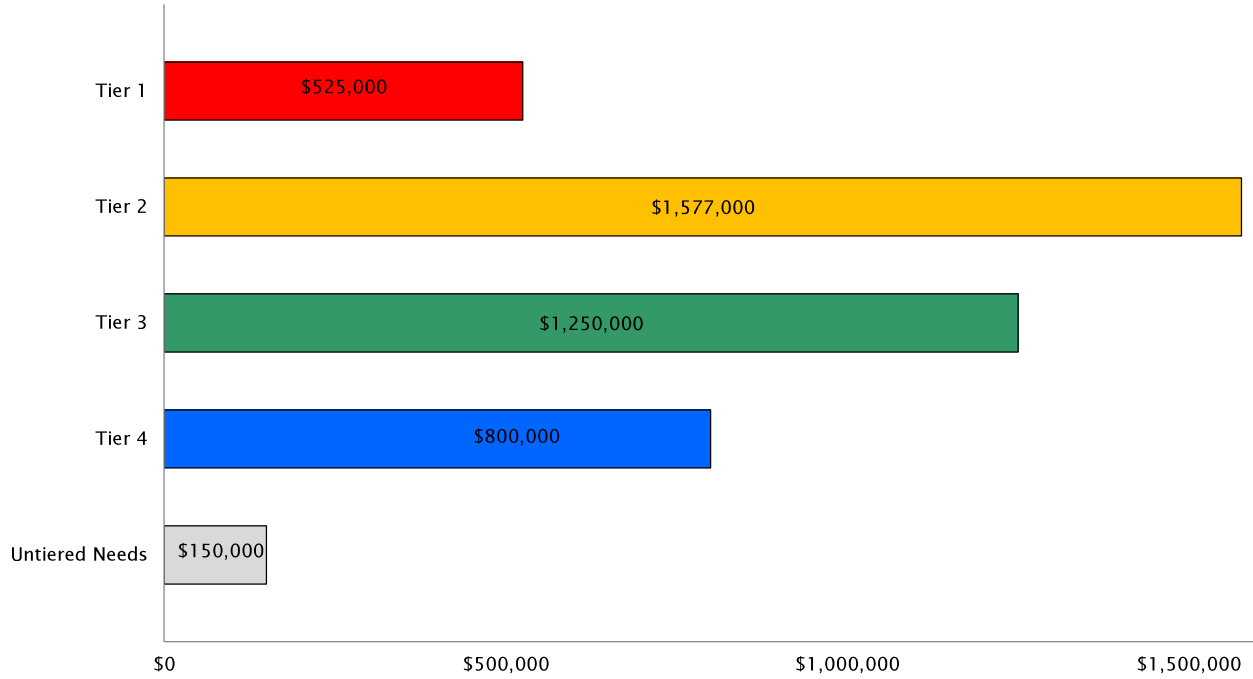 Tier 1
$525,000
Tier 2
$1,577,000
Tier 3
$1,250,000
Tier 4
$800,000
Untiered Needs
$150,000
$0
$500,000
$1,000,000
$1,500,000